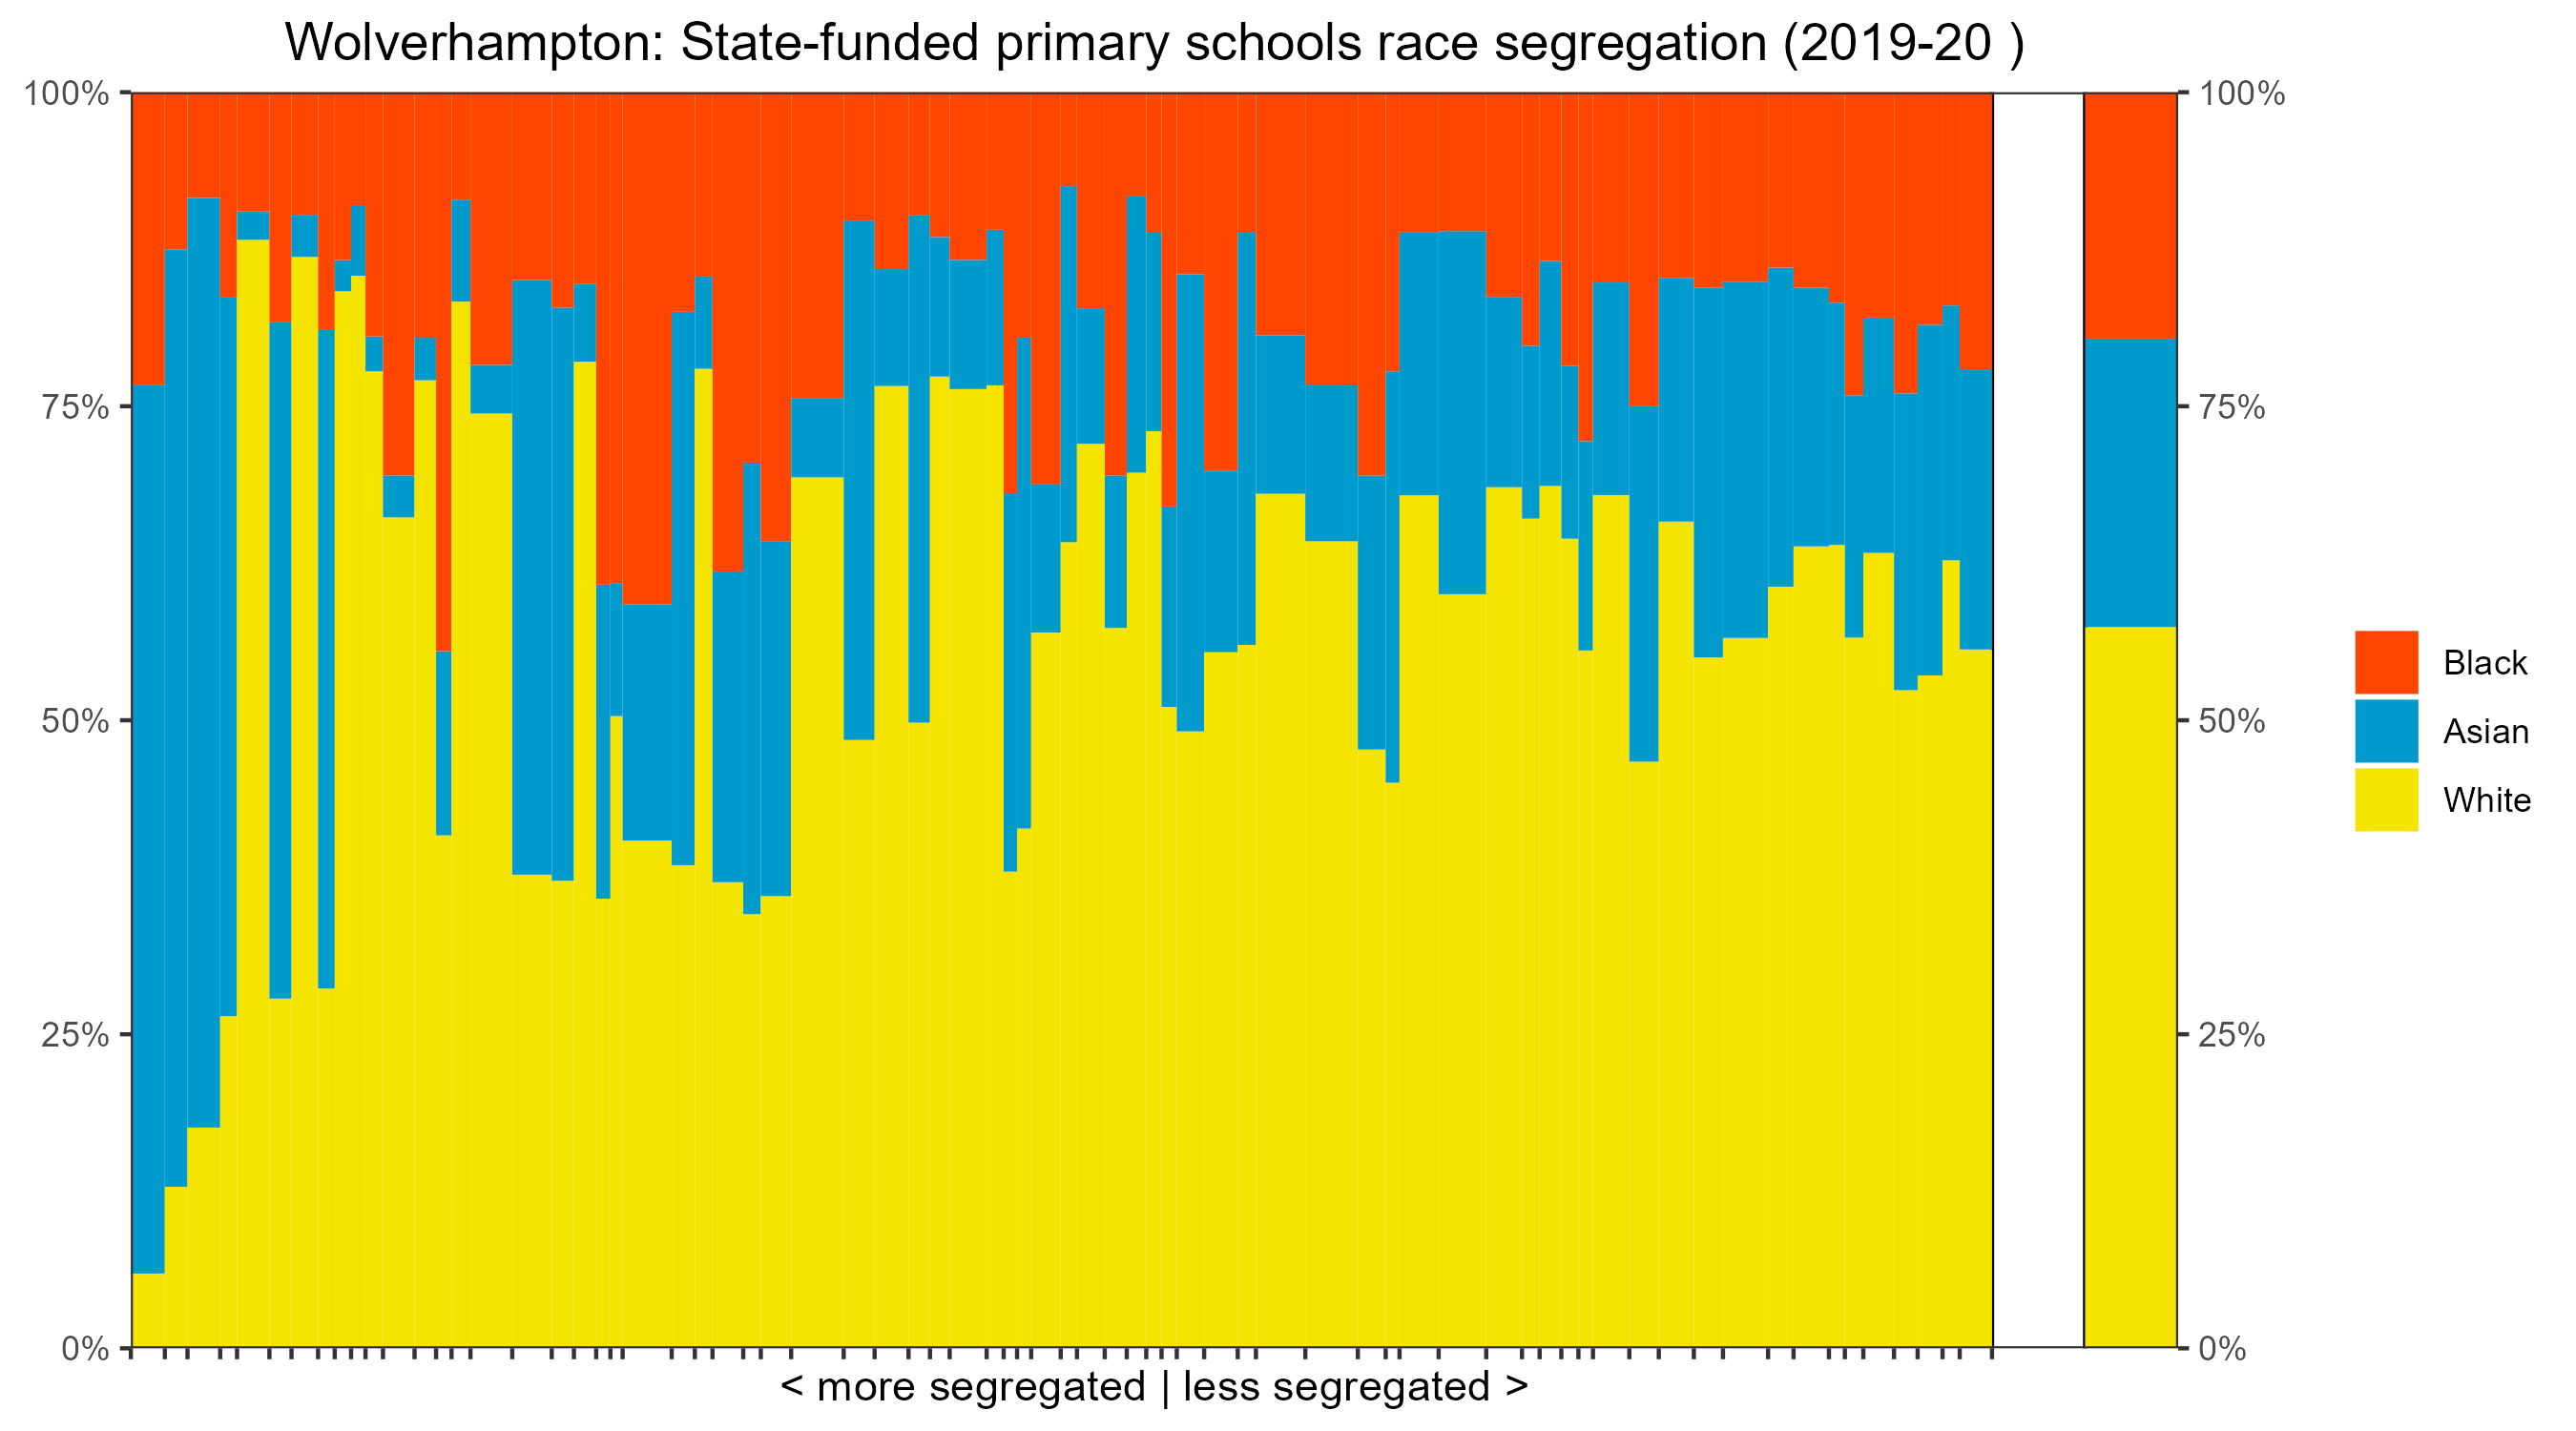 Wolverhampton: State-funded primary schools race segregation (2019-20 )
100%
100%
75%
75%
50%
50%
25%
25%
0%
0%
Black
Asian
White
< more segregated | less segregated >